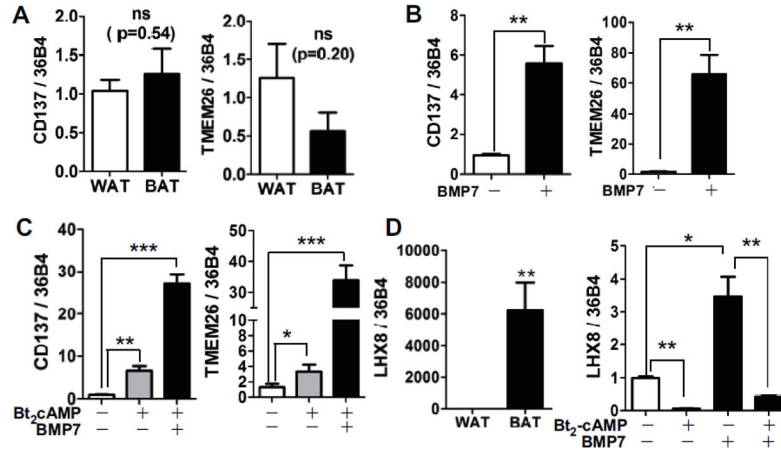 A
CD137 / 36B4
2.0
1.5
1.0
0.5
0.0
ns
( p=0.54)
WAT BAT
TMEM26 / 36B4
2.0
1.5
1.0
0.5
0.0
ns
(p=0.20)
WAT BAT
B
CD137 / 36B4
8
6
4
2
0
**
BMP7 − +
TMEM26 / 36B4
100
80
60
40
20
0
**
BMP7 − +
C
CD137 / 36B4
40
30
20
10
0
***
**
Bt2cAMP − + +
BMP7 − − +
TMEM26 / 36B4
50
40
30
8
6
4
2
0
***
*
− + +
− − +
D
LHX8 / 36B4
10000
8000
6000
4000
2000
0
**
WAT BAT
LHX8 / 36B4
5
4
3
2
1
0
*
**
**
Bt2-cAMP − + − +
BMP7 − − + +